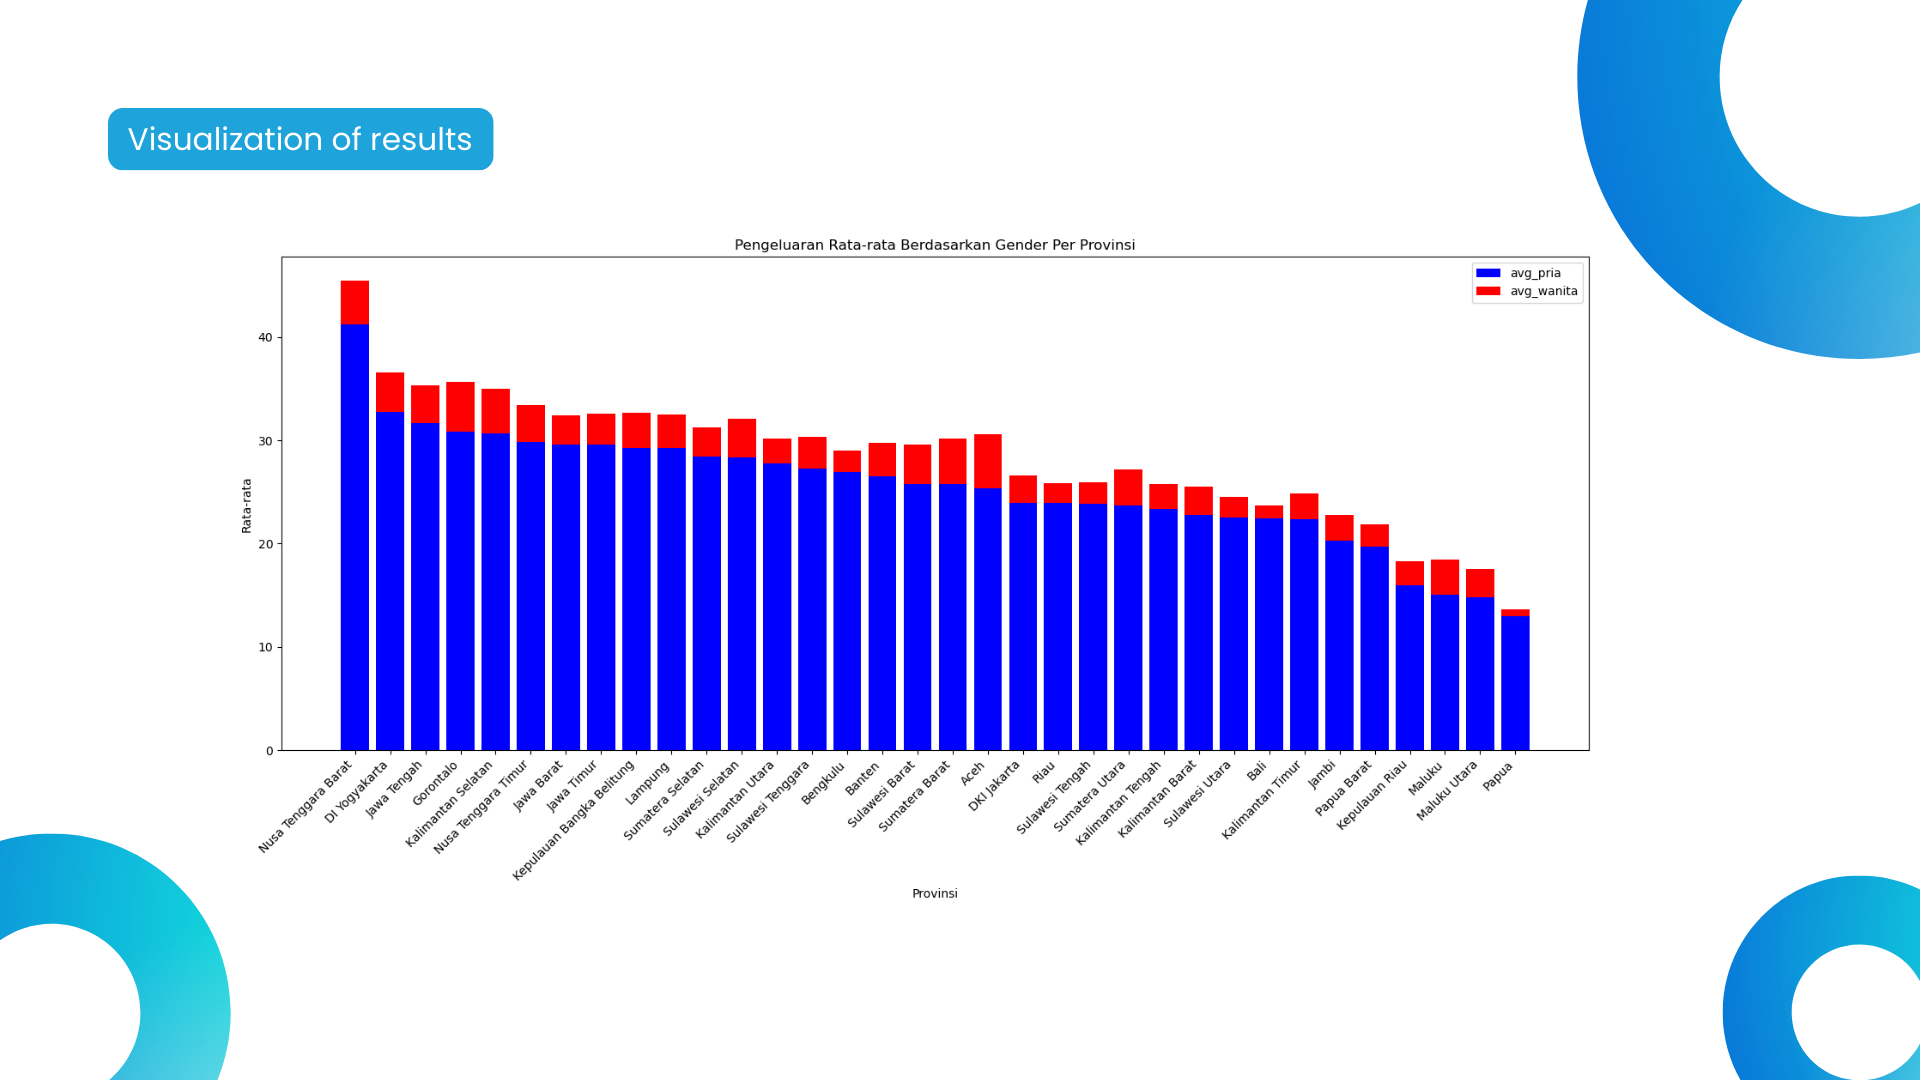 Visualization of results
Pengeluaran Rata-rata Berdasarkan Gender Per Provinsi
avg_pria
avg_wanita
Rata-rata
40
30
20
10
0
Nusa Tenggara Barat
DI Yogyakarta
Jawa Tengah
Gorontalo
Kalimantan Selatan
Nusa Tenggara Timur
Jawa Barat
Jawa Timur
Kepulauan Bangka Belitung
Lampung
Sumatera Selatan
Sulawesi Selatan
Kalimantan Utara
Sulawesi Tenggara
Bengkulu
Banten
Sulawesi Barat
Sumatera Barat
Aceh
DKI Jakarta
Riau
Sulawesi Tengah
Sumatera Utara
Kalimantan Tengah
Kalimantan Barat
Sulawesi Utara
Bali
Kalimantan Timur
Jambi
Papua Barat
Kepulauan Riau
Maluku
Maluku Utara
Papua
Provinsi